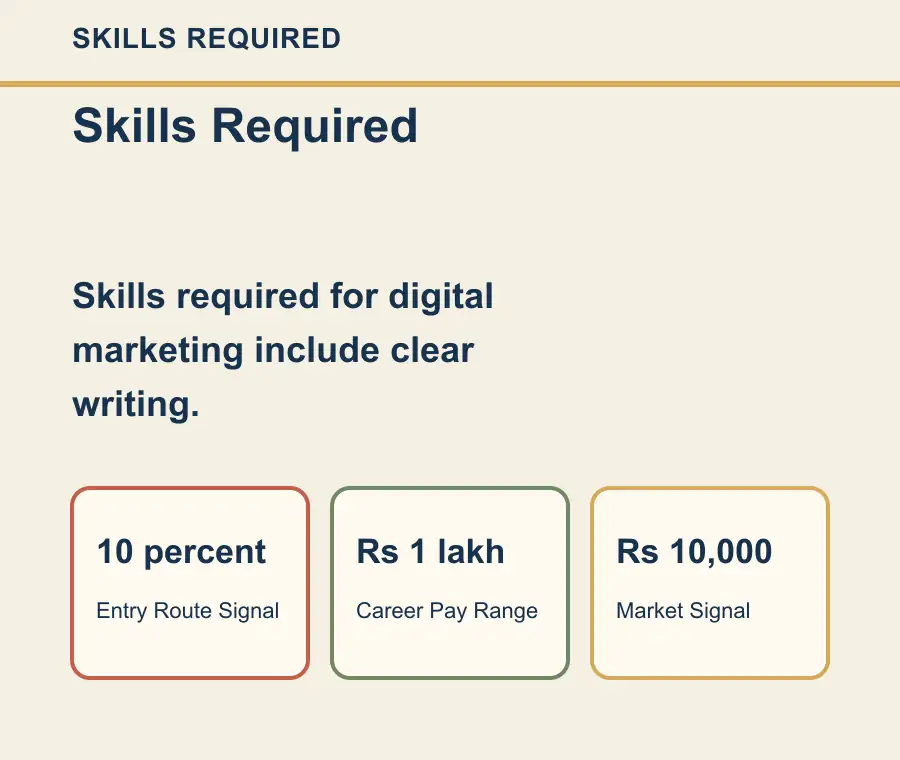 SKILLS REQUIRED
Skills Required
Skills required for digital
marketing include clear
writing.
10 percent
Entry Route Signal
Rs 1 lakh
Career Pay Range
Rs 10,000
Market Signal